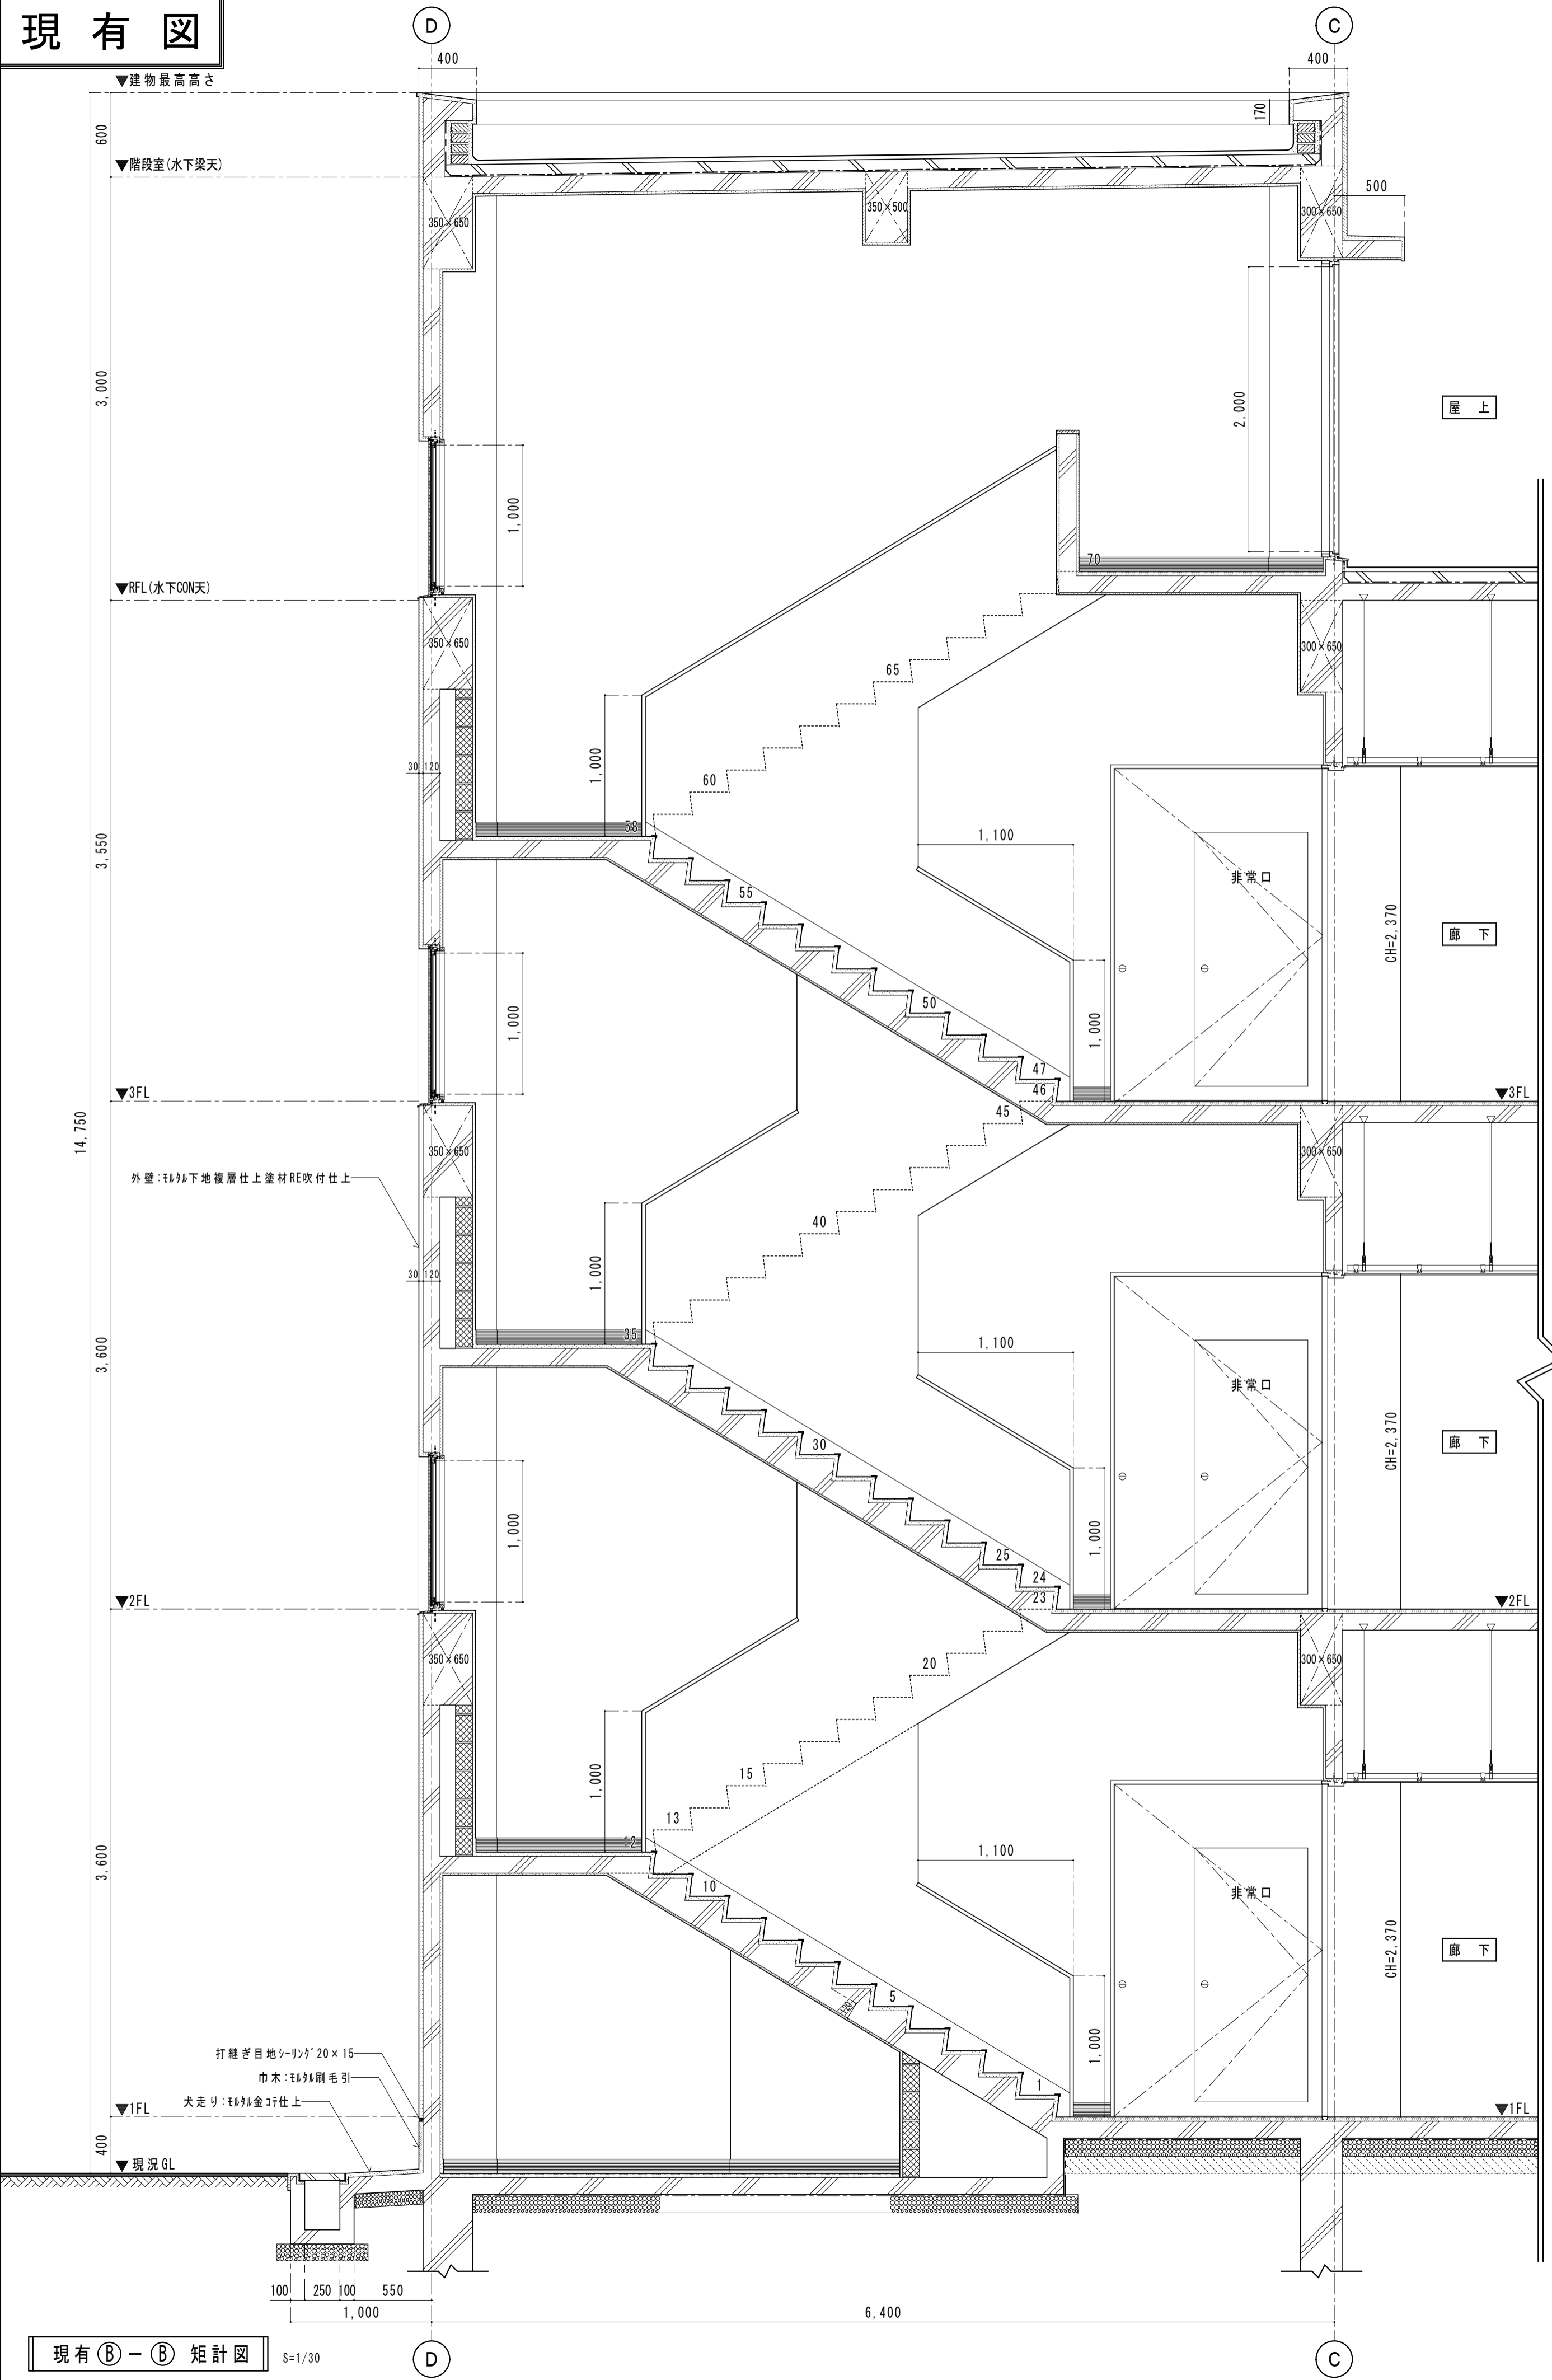 現有図
D
C
400
400
▼建物最高高さ
170
600
▼階段室(水下梁天)
500
350×650
350×500
300×650
3,000
2,000
屋上
1,000
70
▼RFL(水下CON天)
350×650
300×650
65
1,000
60
30 120
58
3,550
1,100
55
非常口
CH=2,370
廊下
50
1,000
1,000
47
46
▼3FL
▼3FL
45
14,750
350×650
300×650
外壁:モルタル下地複層仕上塗材RE吹付仕上
40
1,000
30 120
35
3,600
1,100
非常口
CH=2,370
廊下
30
1,000
1,000
25
24
23
▼2FL
▼2FL
350×650
300×650
20
15
1,000
13
12
3,600
1,100
10
非常口
CH=2,370
廊下
5
120
1,000
打継ぎ目地シーリング20×15
巾木:モルタル刷毛引
1
犬走り:モルタル金コテ仕上
▼1FL
▼1FL
400
▼現況GL
100 250 100 550
1,000
6,400
現有Ⓑ－Ⓑ 矩計図 S=1/30
D
C